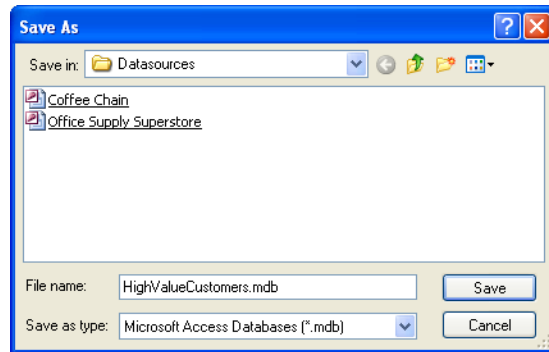 Save As
Save in: Datasources
Coffee Chain
Office Supply Superstore
File name: HighValueCustomers.mdb Save
Save as type: Microsoft Access Databases (*.mdb) Cancel